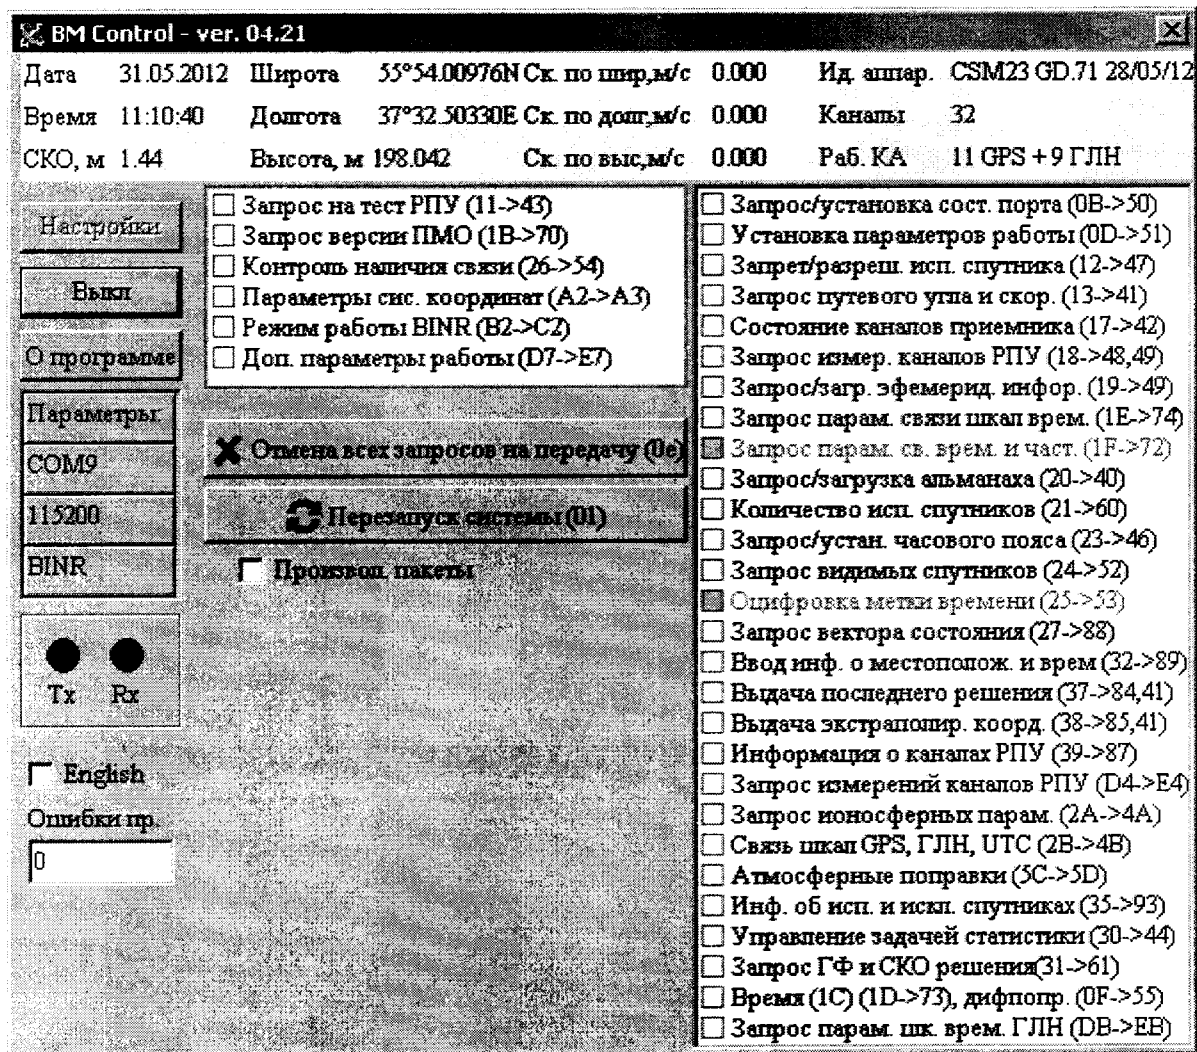 BM Control - ver. 04.21
Дата 31.05.2012 Широта 55°54.00976N Ск. по шир,м/с 0.000 Ид. аппар. CSM23 GD.71 28/05/12
Время 11:10:40 Долгота 37°32.50330E Ск. по долг,м/с 0.000 Каналы 32
СКО, м 1.44 Высота, м 198.042 Ск. по выс,м/с 0.000 Раб. КА 11 GPS + 9 ГЛН
Настройки
Выкл
О программе
Параметры:
COM9
115200
BINR
Tx Rx
English
Ошибки пр.
0
Запрос на тест РПУ (11->43)
Запрос версии ПМО (1B->70)
Контроль наличия связи (26->54)
Параметры сис. координат (A2->A3)
Режим работы BINR (B2->C2)
Доп. параметры работы (D7->E7)
Отмена всех запросов на передачу (0e)
Перезапуск системы (01)
Произвол. пакеты
Запрос/установка сост. порта (0B->50)
Установка параметров работы (0D->51)
Запрет/разреш. исп. спутника (12->47)
Запрос путевого угла и скор. (13->41)
Состояние каналов приемника (17->42)
Запрос измер. каналов РПУ (18->48,49)
Запрос/загр. эфемерид. инфор. (19->49)
Запрос парам. связи шкал врем. (1E->74)
Запрос парам. св. врем. и част. (1F->72)
Запрос/загрузка альманаха (20->40)
Количество исп. спутников (21->60)
Запрос/устан. часового пояса (23->46)
Запрос видимых спутников (24->52)
Оцифровка метки времени (25->53)
Запрос вектора состояния (27->88)
Ввод инф. о местополож. и врем (32->89)
Выдача последнего решения (37->84,41)
Выдача экстраполир. коорд. (38->85,41)
Информация о каналах РПУ (39->87)
Запрос измерений каналов РПУ (D4->E4)
Запрос ионосферных парам. (2A->4A)
Связь шкал GPS, ГЛН, UTC (2B->4B)
Атмосферные поправки (5C->5D)
Инф. об исп. и искл. спутниках (35->93)
Управление задачей статистики (30->44)
Запрос ГФ и СКО решения(31->61)
Время (1C) (1D->73), дифпопр. (0F->55)
Запрос парам. шк. врем. ГЛН (DB->EB)